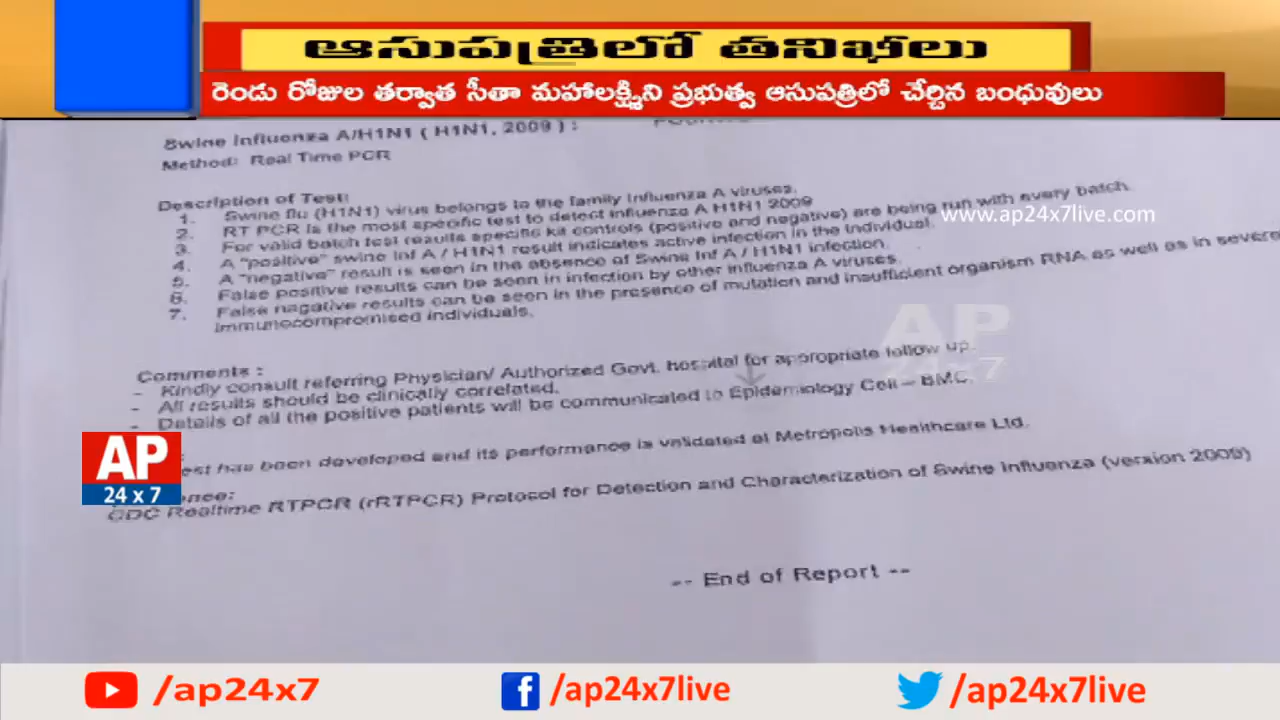 ఆసుపత్రిలో తనిఖీలు
రెండు రోజుల తర్వాత సీతా మహాలక్ష్మిని ప్రభుత్వ ఆసుపత్రిలో చేర్చిన బంధువులు
Swine Influenza A/H1N1 ( H1N1, 2009 ) :
Method: Real Time PCR
Description of Test:
1. Swine flu (H1N1) virus belongs to the family Influenza A viruses.
2. RT PCR is the most specific test to detect influenza A H1N1 2009
3. For valid batch test results specific kit controls (positive and negative) are being run with every batch.
4. A "positive" swine Inf A / H1N1 result indicates active infection in the individual.
5. A "negative" result is seen in the absence of Swine Inf A / H1N1 infection.
6. False positive results can be seen in infection by other influenza A viruses.
7. False nagative results can be seen in the presence of mutation and insufficient organism RNA as well as in severe
immunocompromised individuals.
www.ap24x7live.com
AP
24x7
Comments :
- Kindly consult referring Physician/ Authorized Govt. hospital for appropriate follow up.
- All results should be clinically correlated.
- Details of all the positive patients will be communicated to Epidemiology Cell – BMC.
est has been developed and its performance is validated at Metropolis Healthcare Ltd.
AP
24 x 7
ence:
CDC Realtime RTPCR (rRTPCR) Protocol for Detection and Characterization of Swine Influenza (version 2009)
-- End of Report --
/ap24x7
/ap24x7live
/ap24x7live